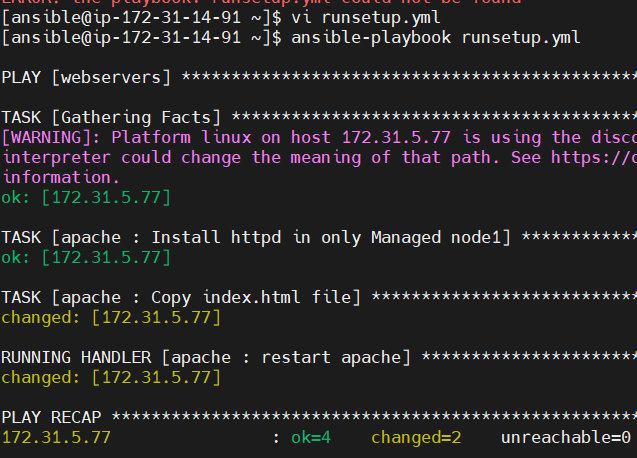 ERROR: the playbook: runsetup.yml could not be found
[ansible@ip-172-31-14-91 ~]$ vi runsetup.yml
[ansible@ip-172-31-14-91 ~]$ ansible-playbook runsetup.yml
PLAY [webservers] **********************************************
TASK [Gathering Facts] *****************************************
[WARNING]: Platform linux on host 172.31.5.77 is using the disco
interpreter could change the meaning of that path. See https://d
information.
ok: [172.31.5.77]
TASK [apache : Install httpd in only Managed node1] ************
ok: [172.31.5.77]
TASK [apache : Copy index.html file] ***************************
changed: [172.31.5.77]
RUNNING HANDLER [apache : restart apache] **********************
changed: [172.31.5.77]
PLAY RECAP *****************************************************
172.31.5.77 : ok=4 changed=2 unreachable=0